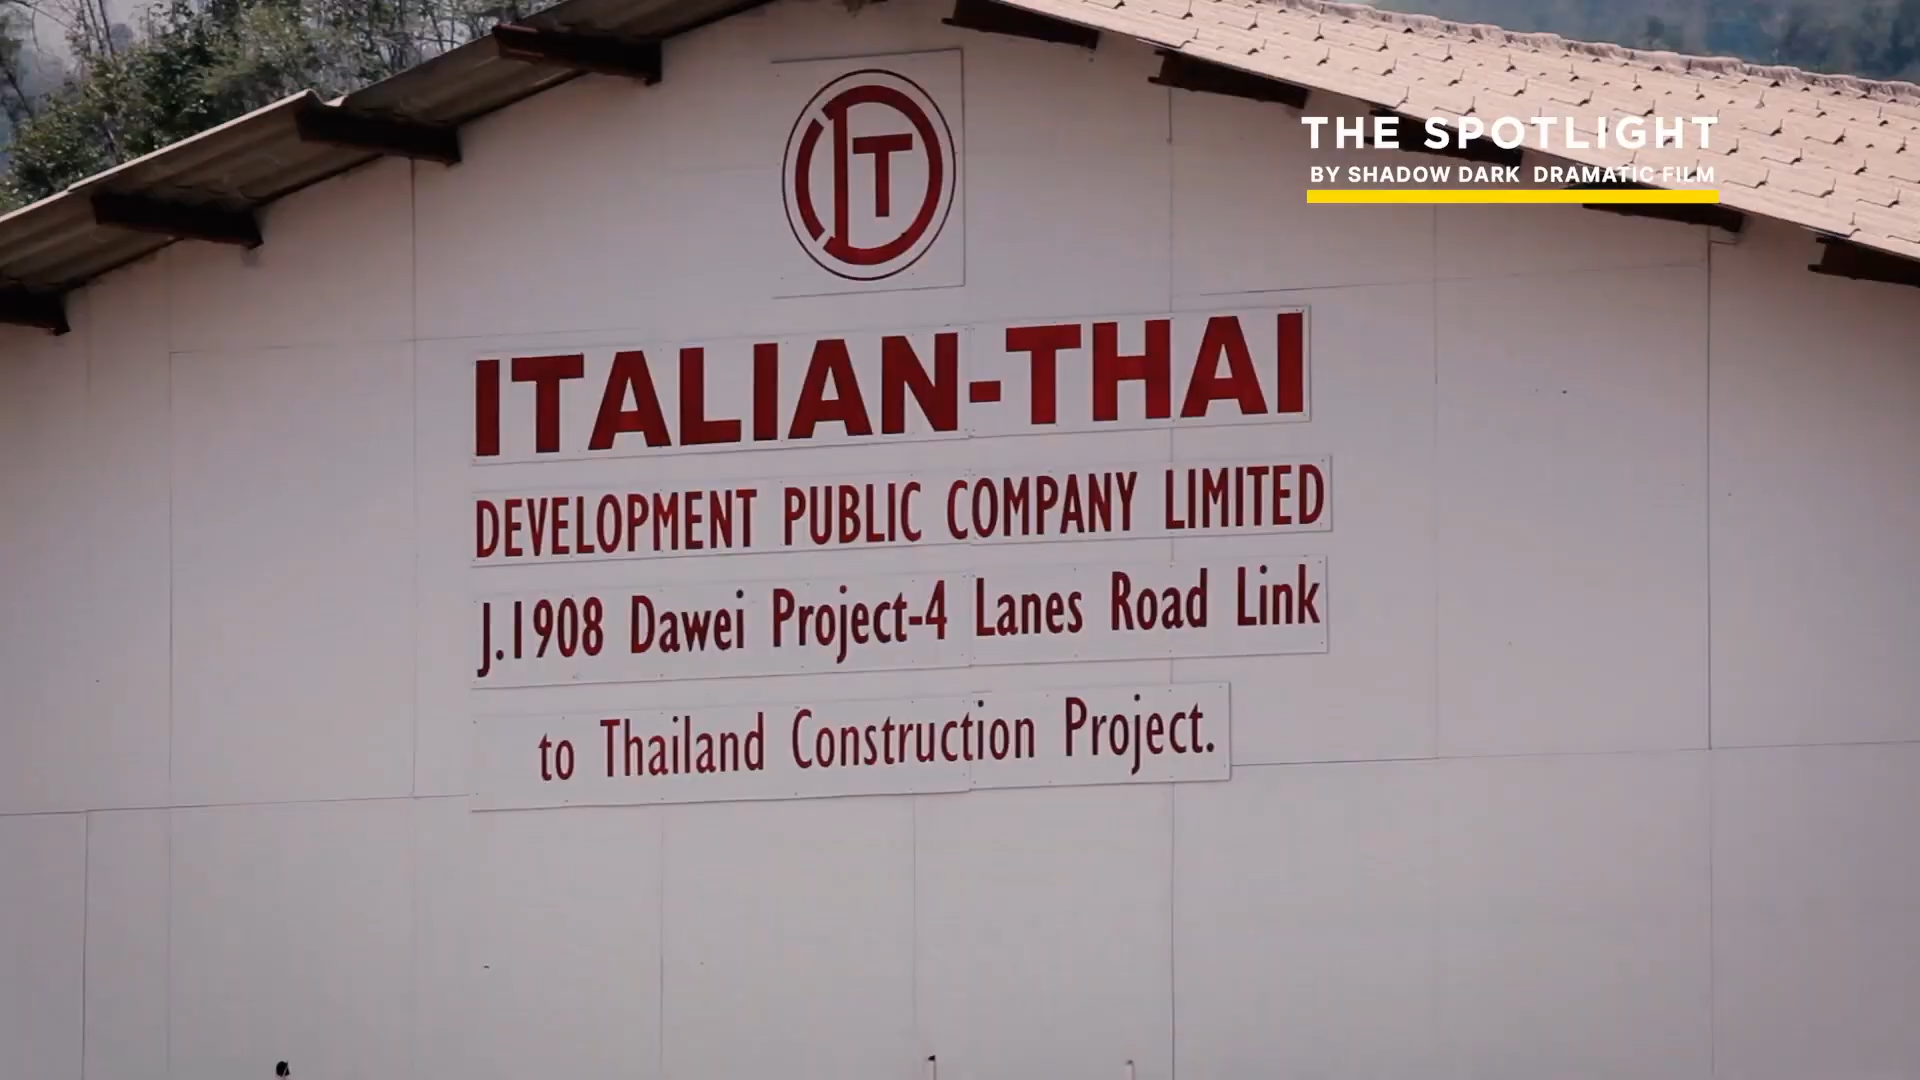 THE SPOTLIGHT
BY SHADOW DARK DRAMATIC FILM
ITD
ITALIAN-THAI
DEVELOPMENT PUBLIC COMPANY LIMITED
J.1908 Dawei Project-4 Lanes Road Link
to Thailand Construction Project.